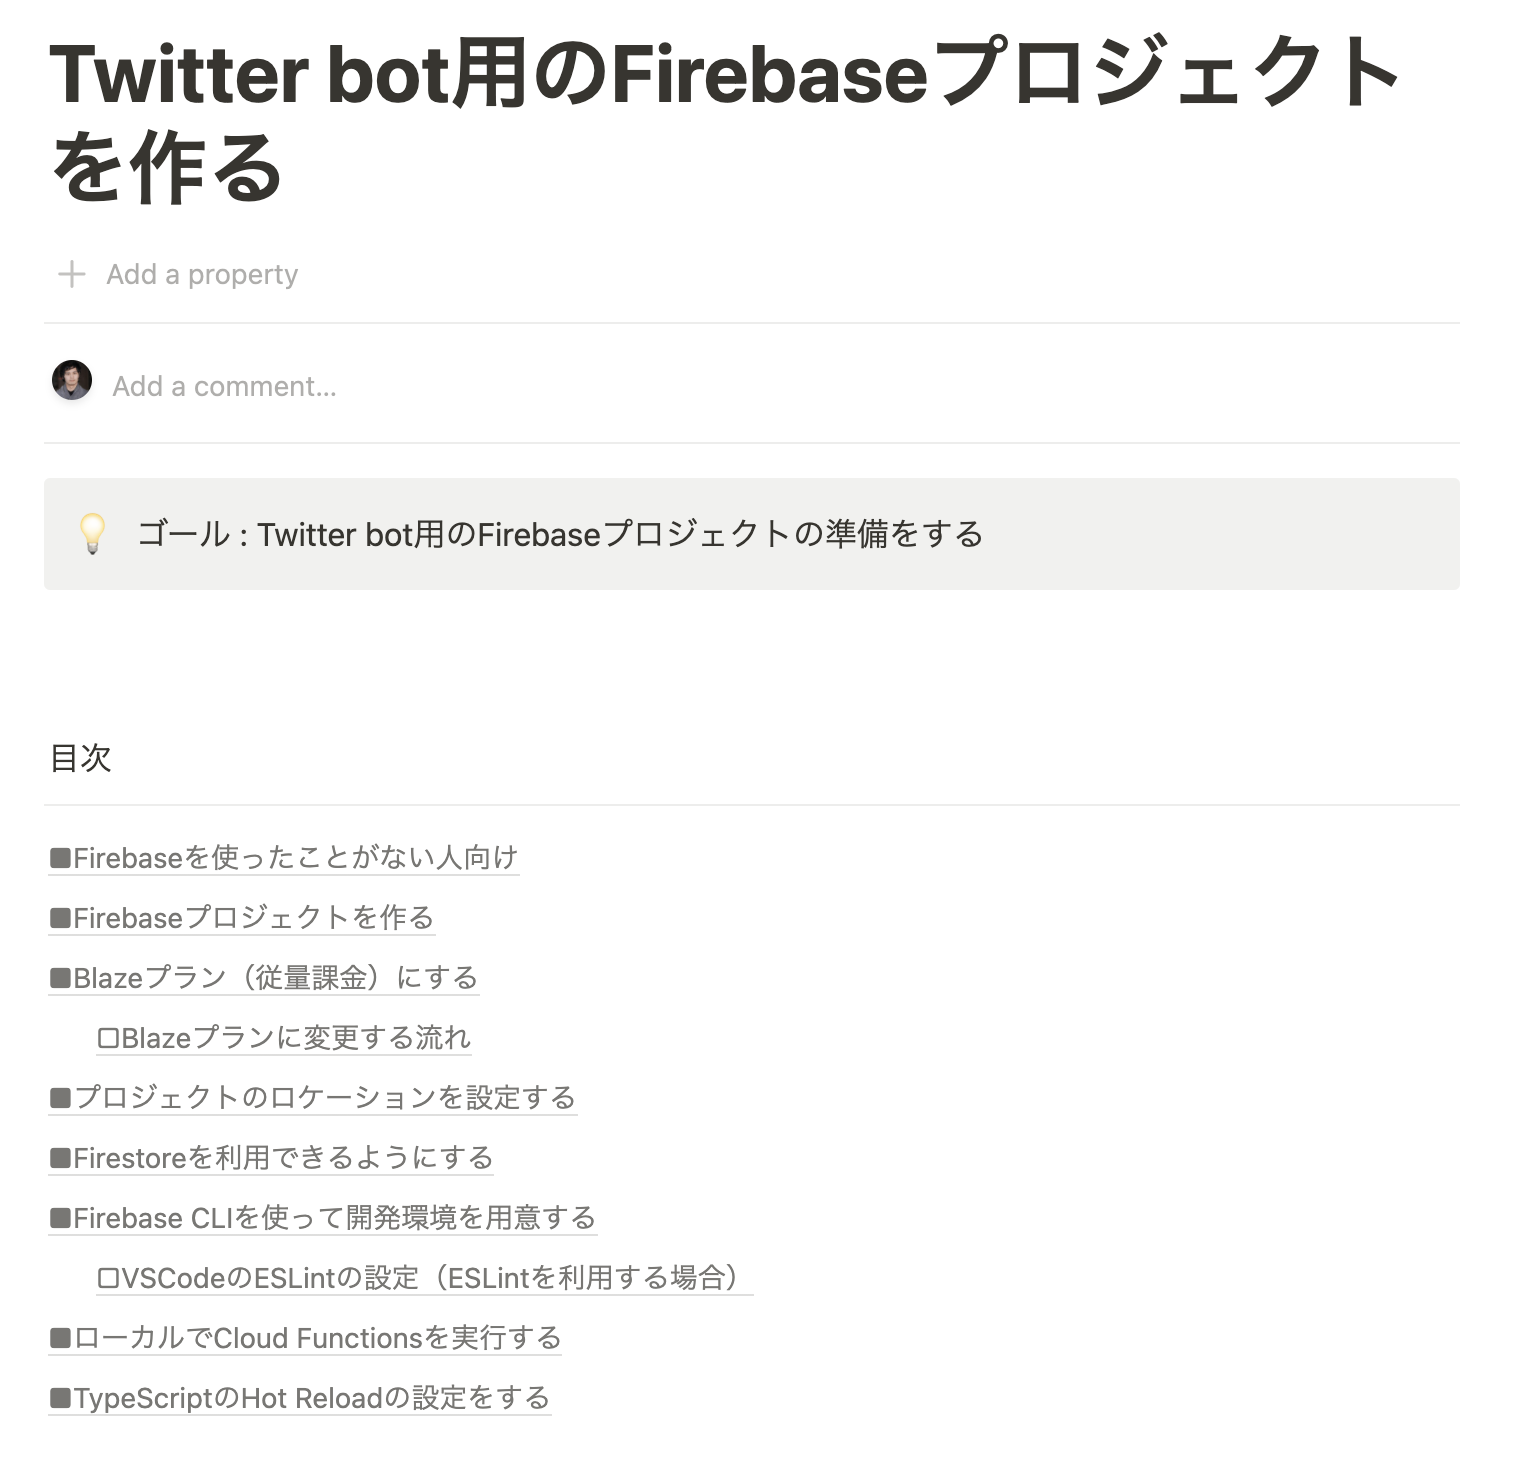 Twitter bot用のFirebaseプロジェクト
を作る
Add a property
Add a comment...
ゴール : Twitter bot用のFirebaseプロジェクトの準備をする
目次
■Firebaseを使ったことがない人向け
■Firebaseプロジェクトを作る
■Blazeプラン（従量課金）にする
□Blazeプランに変更する流れ
■プロジェクトのロケーションを設定する
■Firestoreを利用できるようにする
■Firebase CLIを使って開発環境を用意する
□VSCodeのESLintの設定（ESLintを利用する場合）
■ローカルでCloud Functionsを実行する
■TypeScriptのHot Reloadの設定をする